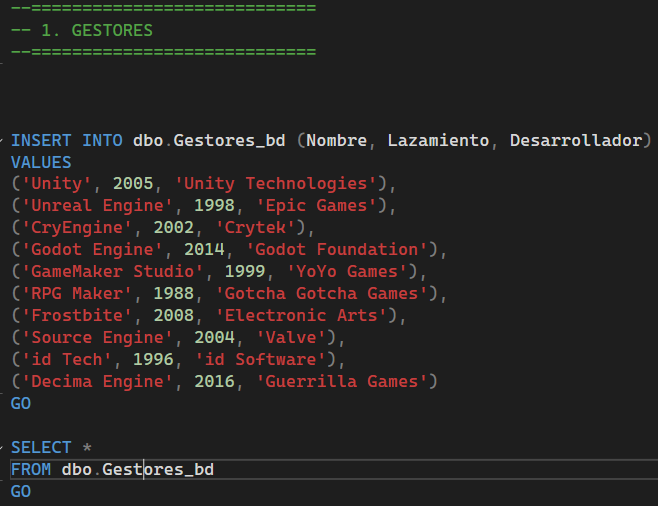 --============================
-- 1. GESTORES
--============================
INSERT INTO dbo.Gestores_bd (Nombre, Lazamiento, Desarrollador)
VALUES
('Unity', 2005, 'Unity Technologies'),
('Unreal Engine', 1998, 'Epic Games'),
('CryEngine', 2002, 'Crytek'),
('Godot Engine', 2014, 'Godot Foundation'),
('GameMaker Studio', 1999, 'YoYo Games'),
('RPG Maker', 1988, 'Gotcha Gotcha Games'),
('Frostbite', 2008, 'Electronic Arts'),
('Source Engine', 2004, 'Valve'),
('id Tech', 1996, 'id Software'),
('Decima Engine', 2016, 'Guerrilla Games')
GO
SELECT *
FROM dbo.Gestores_bd
GO